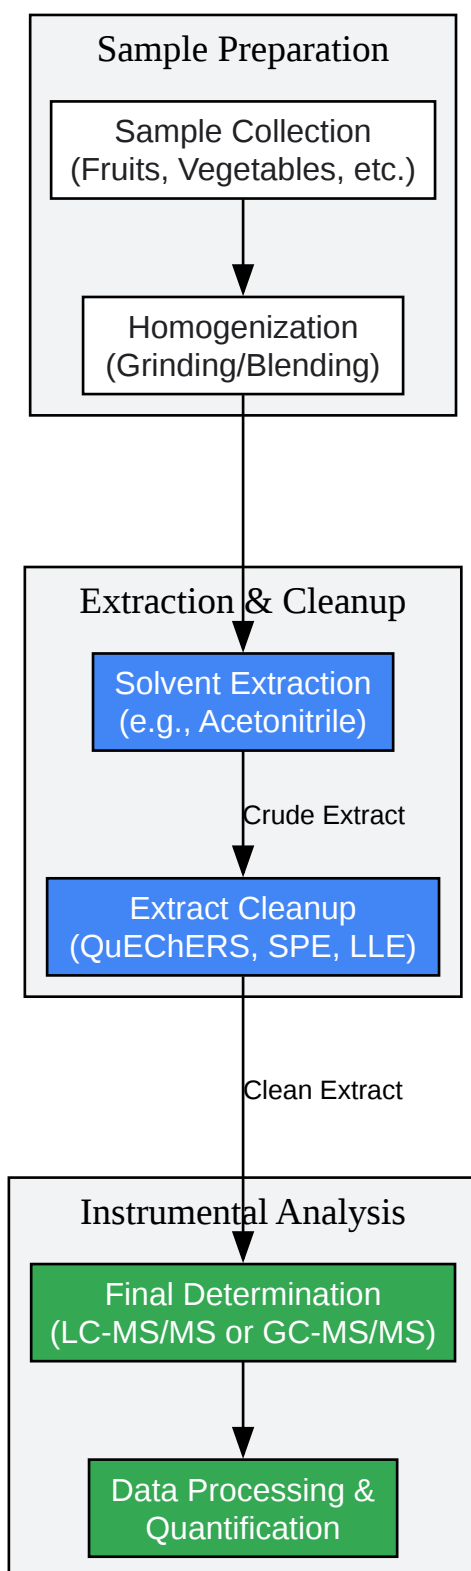 Sample Preparation
Sample Collection
(Fruits, Vegetables, etc.)
Homogenization
(Grinding/Blending)
Extraction & Cleanup
Solvent Extraction
(e.g., Acetonitrile)
Crude Extract
Extract Cleanup
(QuEChERS, SPE, LLE)
Clean Extract
Instrumental Analysis
Final Determination
(LC-MS/MS or GC-MS/MS)
Data Processing &
Quantification